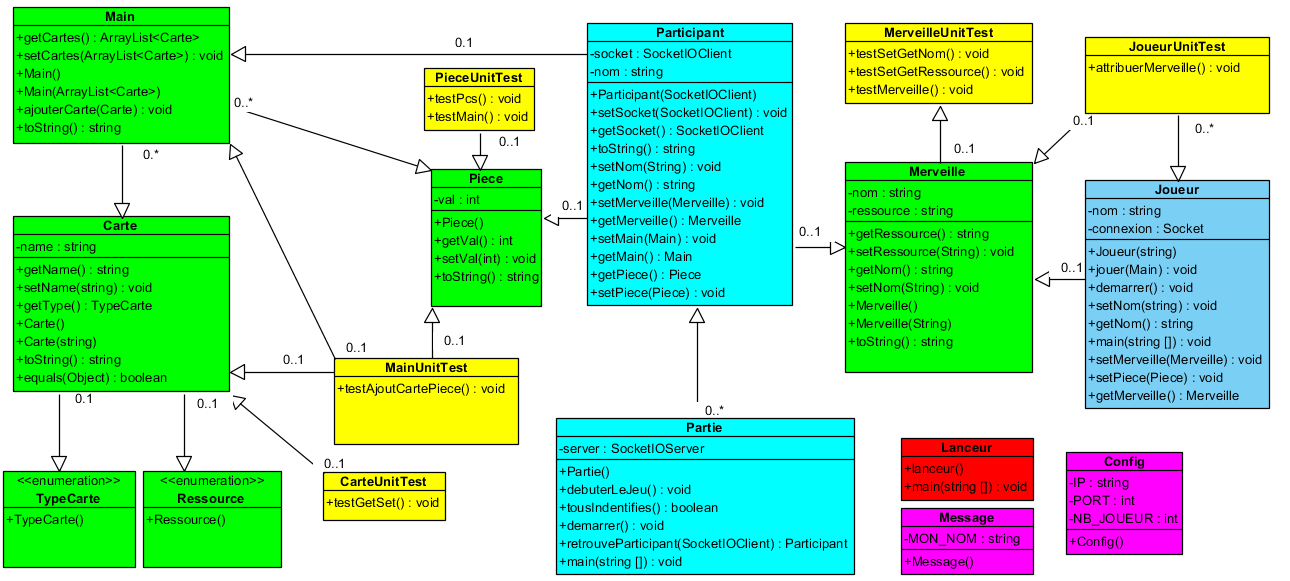 Main
+getCartes() : ArrayList<Carte>
+setCartes(ArrayList<Carte>) : void
+Main()
+Main(ArrayList<Carte>)
+ajouterCarte(Carte) : void
+toString() : string
0..*
0.*
0.1
PieceUnitTest
+testPcs() : void
+testMain() : void
0..1
Participant
-socket : SocketIOClient
-nom : string
+Participant(SocketIOClient)
+setSocket(SocketIOClient) : void
+getSocket() : SocketIOClient
+toString() : string
+setNom(String) : void
+getNom() : string
+setMerveille(Merveille) : void
+getMerveille() : Merveille
+setMain(Main) : void
+getMain() : Main
+getPiece() : Piece
+setPiece(Piece) : void
MerveilleUnitTest
+testSetGetNom() : void
+testSetGetRessource() : void
+testMerveille() : void
0..1
JoueurUnitTest
+attribuerMerveille() : void
0..1
0..*
Piece
-val : int
+Piece()
+getVal() : int
+setVal(int) : void
+toString() : string
0..1
0..1
Merveille
-nom : string
-ressource : string
+getRessource() : string
+setRessource(String) : void
+getNom() : string
+setNom(String) : void
+Merveille()
+Merveille(String)
+toString() : string
0..1
Joueur
-nom : string
-connexion : Socket
+Joueur(string)
+jouer(Main) : void
+demarrer() : void
+setNom(string) : void
+getNom() : string
+main(string []) : void
+setMerveille(Merveille) : void
+setPiece(Piece) : void
+getMerveille() : Merveille
Carte
-name : string
+getName() : string
+setName(string) : void
+getType() : TypeCarte
+Carte()
+Carte(string)
+toString() : string
+equals(Object) : boolean
0..1
0..1
0..1
MainUnitTest
+testAjoutCartePiece() : void
0.1
0..1
0..1
<<enumeration>>
TypeCarte
+TypeCarte()
<<enumeration>>
Ressource
+Ressource()
CarteUnitTest
+testGetSet() : void
0..*
Partie
-server : SocketIOServer
+Partie()
+debuterLeJeu() : void
+tousIndentifies() : boolean
+demarrer() : void
+retrouveParticipant(SocketIOClient) : Participant
+main(string []) : void
Lanceur
+lanceur()
+main(string []) : void
Message
-MON_NOM : string
+Message()
Config
-IP : string
-PORT : int
-NB_JOUEUR : int
+Config()